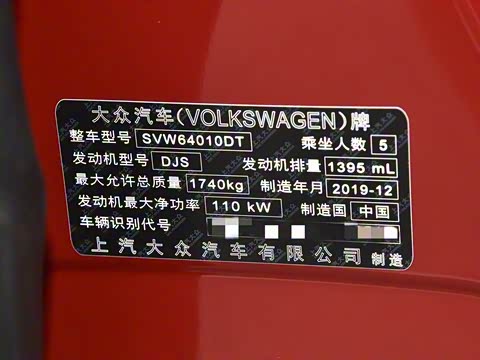 大众汽车(VOLKSWAGEN)牌
整车型号 SVW64010DT 乘坐人数 5
发动机型号 DJS 发动机排量 1395 mL
最大允许总质量 1740kg 制造年月 2019-12
发动机最大净功率 110 kW 制造国 中国
车辆识别代号
上汽大众汽车有限公司 制造